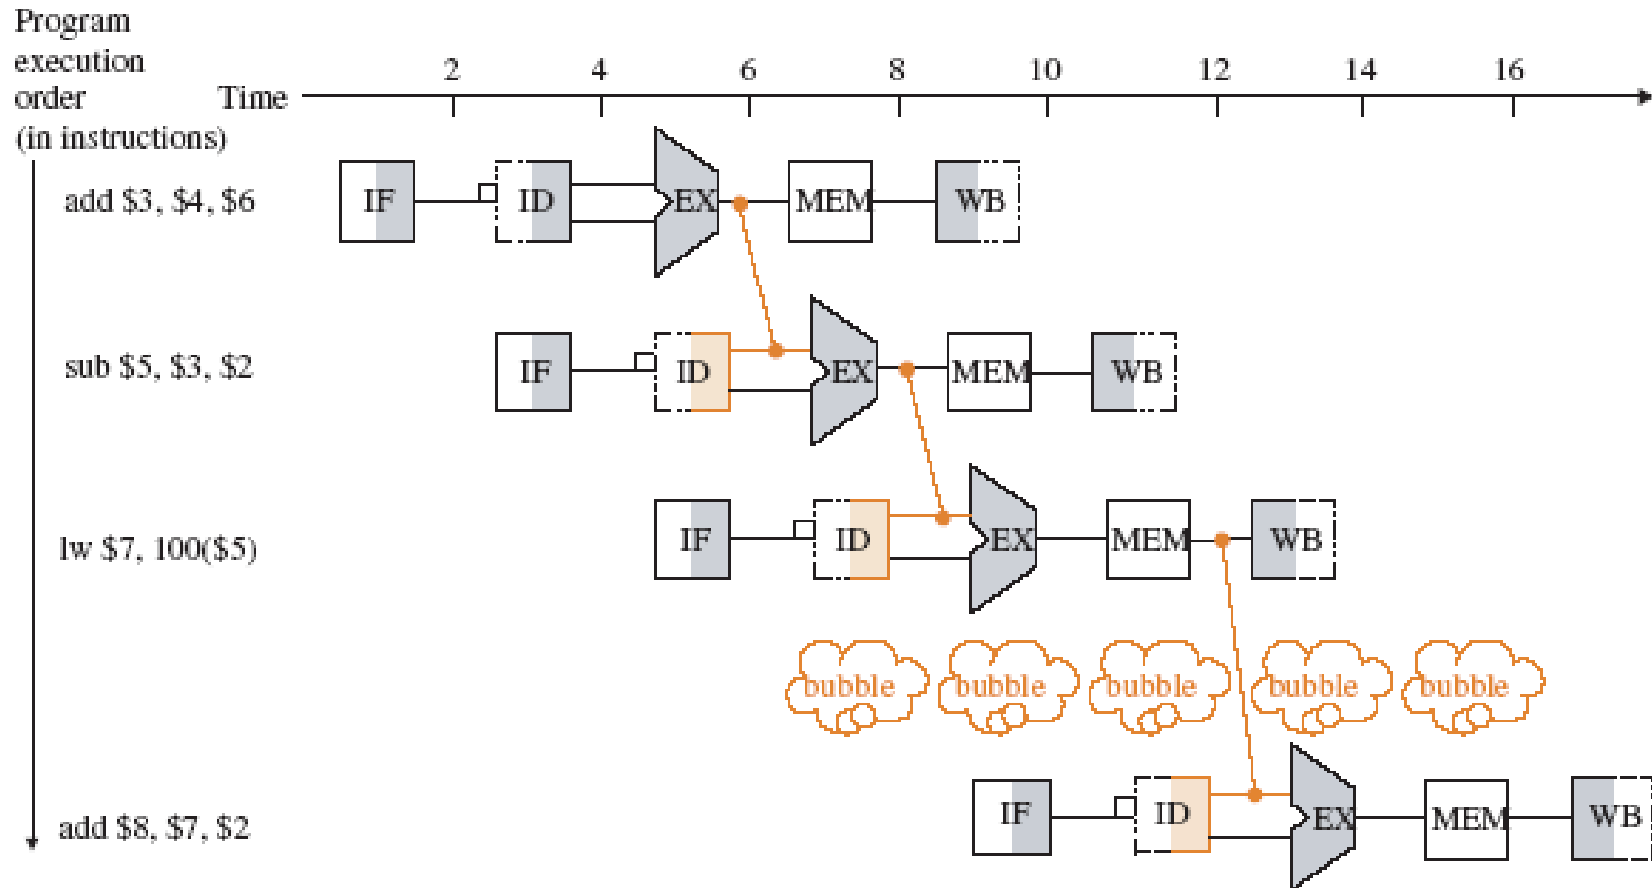 Program
execution
order
(in instructions)
Time
2 4 6 8 10 12 14 16
add $3, $4, $6
IF ID EX MEM WB
sub $5, $3, $2
IF ID EX MEM WB
lw $7, 100($5)
IF ID EX MEM WB
bubble bubble bubble bubble bubble
add $8, $7, $2
IF ID EX MEM WB